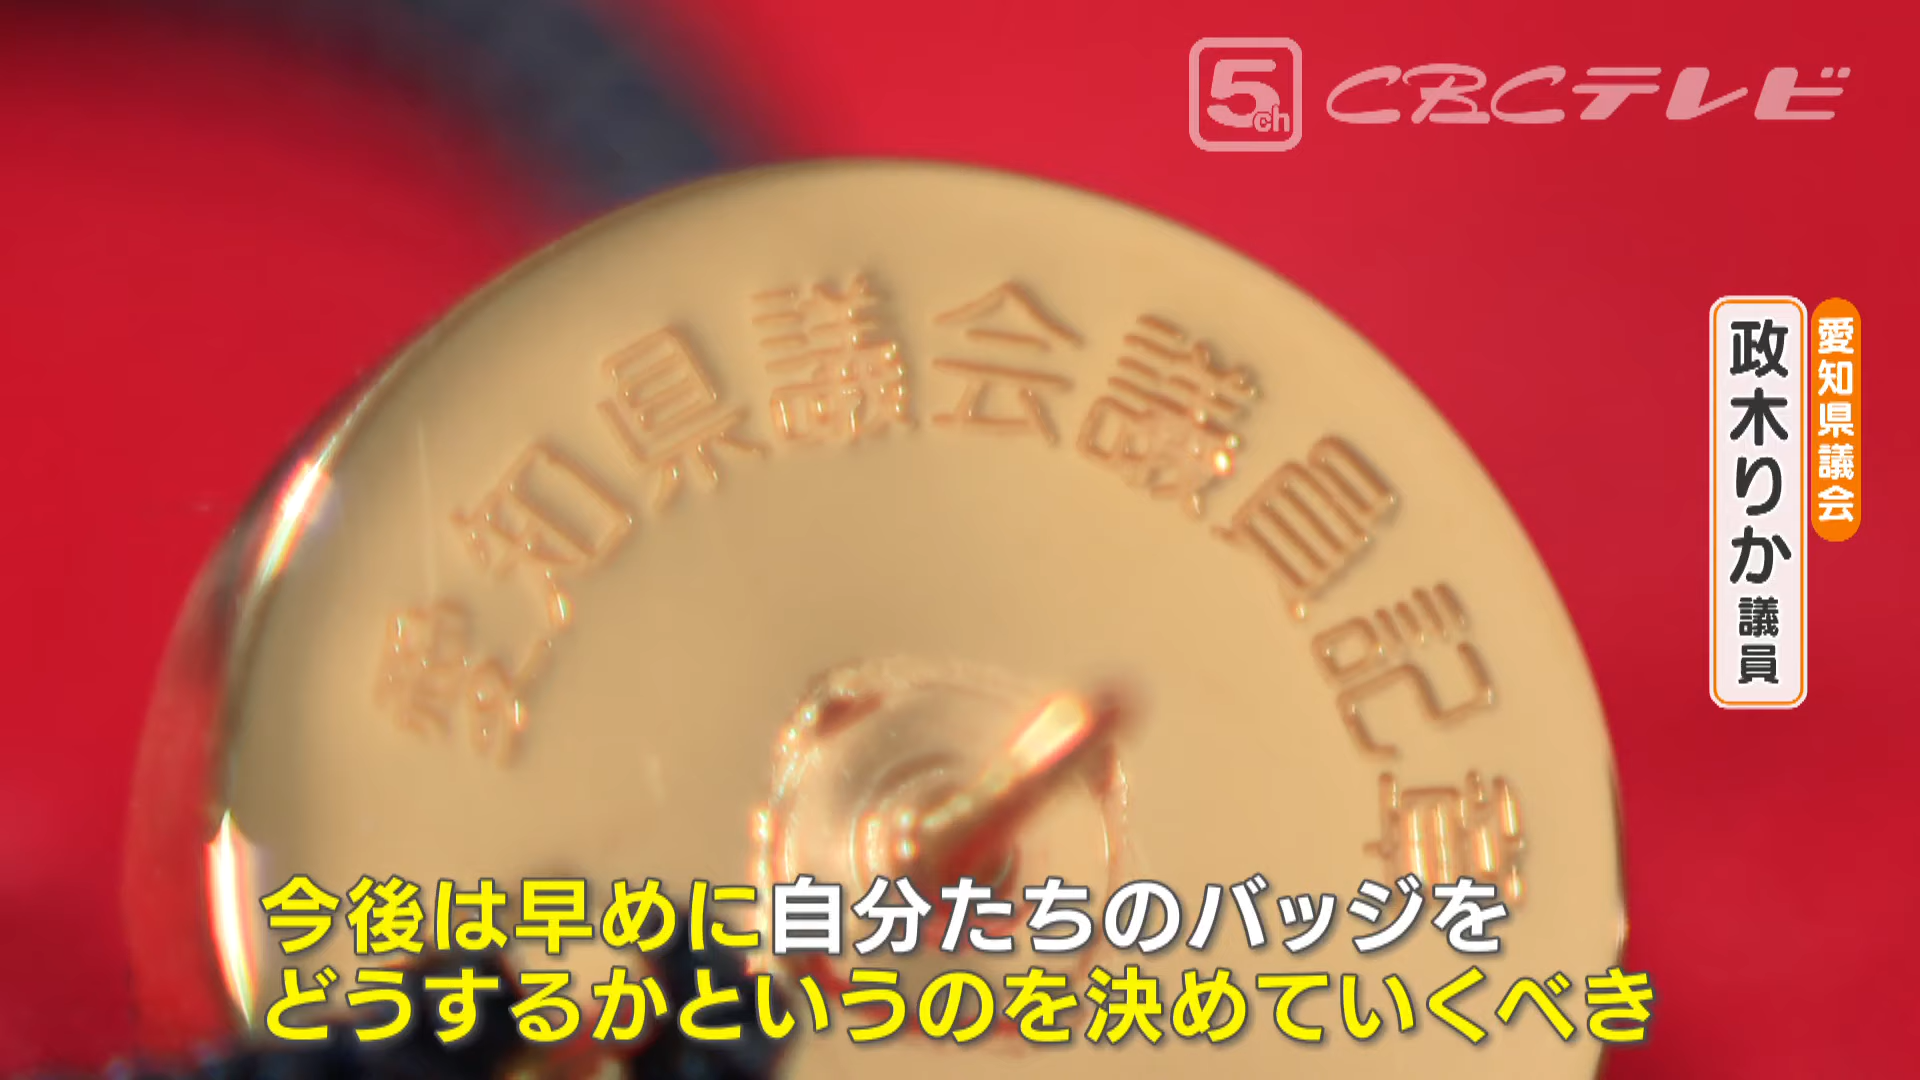 5ch CBCテレビ
愛知県議会
政木りか議員
愛知県議会議員記章
今後は早めに自分たちのバッジを
どうするかというのを決めていくべき